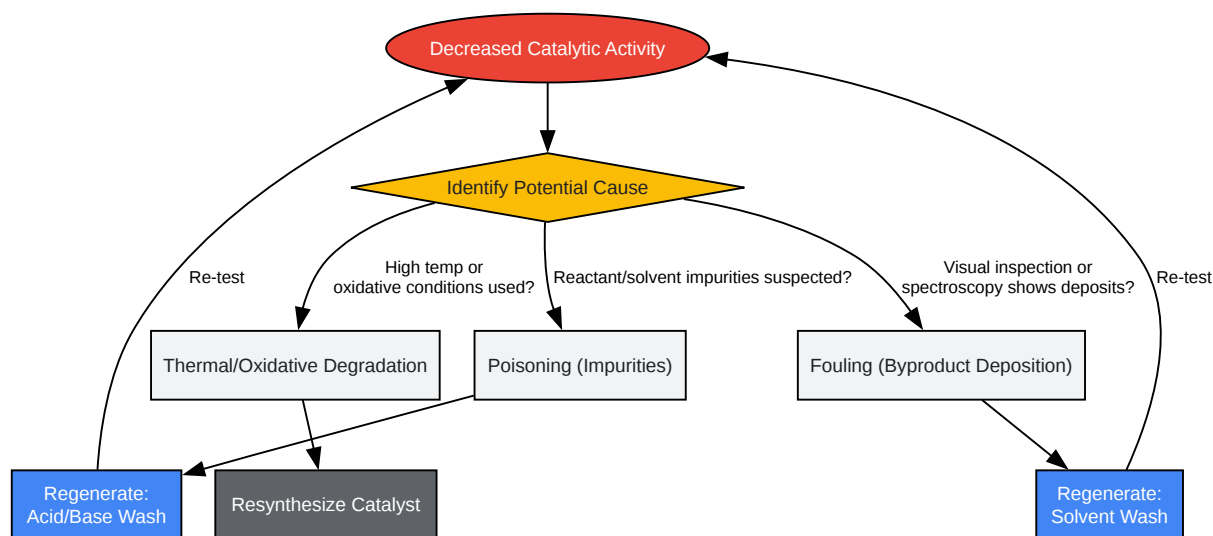 Decreased Catalytic Activity
Identify Potential Cause
Re-test
High temp or
oxidative conditions used?
Reactant/solvent impurities suspected?
Visual inspection or
spectroscopy shows deposits?
Re-test
Thermal/Oxidative Degradation
Poisoning (Impurities)
Fouling (Byproduct Deposition)
Regenerate:
Acid/Base Wash
Resynthesize Catalyst
Regenerate:
Solvent Wash